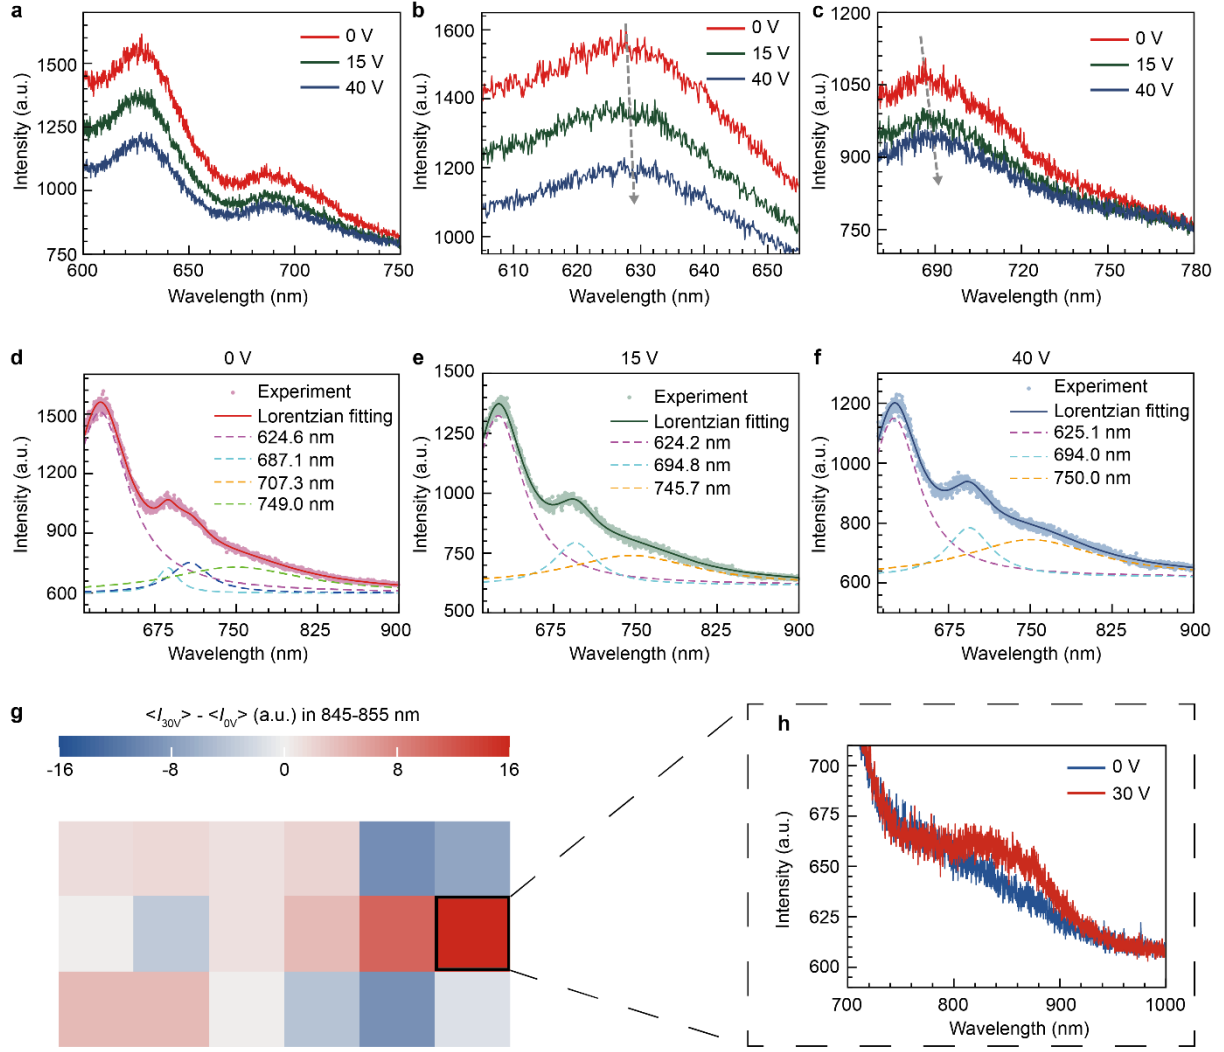 a
1500
1250
1000
750
600
650
700
750
Intensity (a.u.)
Wavelength (nm)
0 V
15 V
40 V
b
1600
1400
1200
1000
610
620
630
640
650
Intensity (a.u.)
Wavelength (nm)
0 V
15 V
40 V
c
1200
1050
900
750
690
720
750
780
Intensity (a.u.)
Wavelength (nm)
0 V
15 V
40 V
d
0 V
1500
1200
900
600
675
750
825
900
Intensity (a.u.)
Wavelength (nm)
Experiment
Lorentzian fitting
624.6 nm
687.1 nm
707.3 nm
749.0 nm
e
15 V
1500
1250
1000
750
500
675
750
825
900
Intensity (a.u.)
Wavelength (nm)
Experiment
Lorentzian fitting
624.2 nm
694.8 nm
745.7 nm
f
40 V
1200
1000
800
600
675
750
825
900
Intensity (a.u.)
Wavelength (nm)
Experiment
Lorentzian fitting
625.1 nm
694.0 nm
750.0 nm
g
<I30V> - <I0V> (a.u.) in 845-855 nm
-16
-8
0
8
16
h
700
675
650
625
600
700
800
900
1000
Intensity (a.u.)
Wavelength (nm)
0 V
30 V